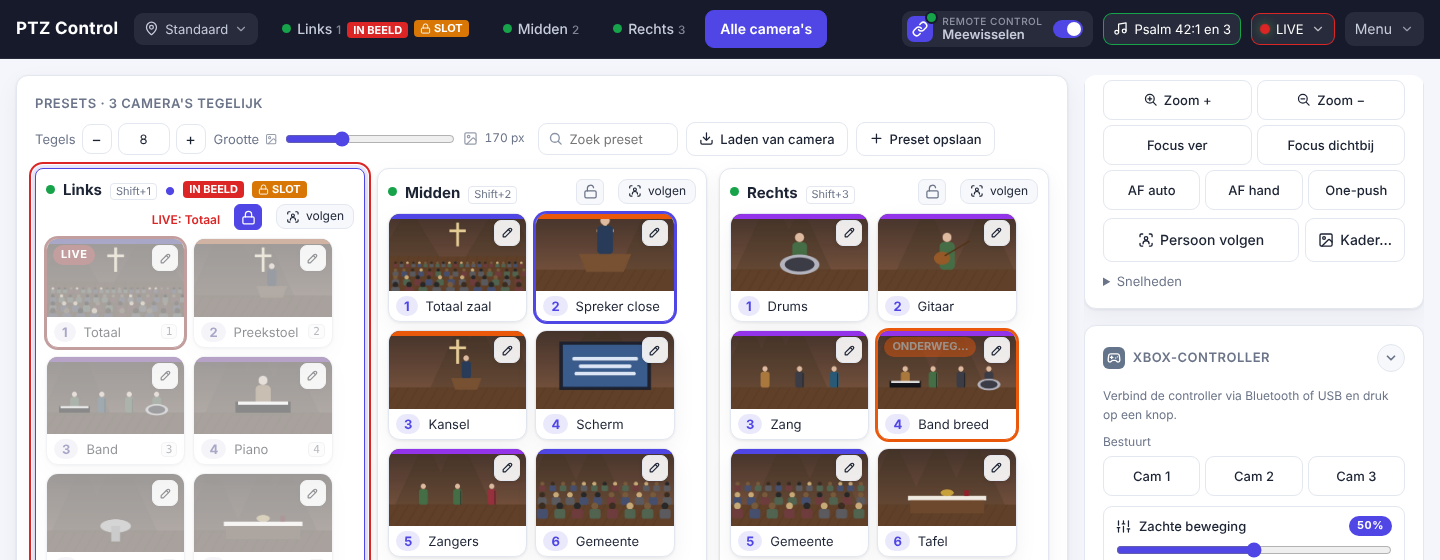 PTZ Control
Standaard
Links 1 IN BEELD SLOT
Midden 2
Rechts 3
Alle camera's
REMOTE CONTROL
Meewisselen
Psalm 42:1 en 3
LIVE
Menu
PRESETS · 3 CAMERA'S TEGELIJK
Tegels − 8 + Grootte 170 px Zoek preset Laden van camera + Preset opslaan
Links Shift+1 IN BEELD SLOT
LIVE: Totaal volgen
LIVE
1 Totaal 1
2 Preekstoel 2
3 Band 3
4 Piano 4
Midden Shift+2 volgen
1 Totaal zaal
2 Spreker close
3 Kansel
4 Scherm
5 Zangers
6 Gemeente
Rechts Shift+3 volgen
1 Drums
2 Gitaar
ONDERWEG...
3 Zang
4 Band breed
5 Gemeente
6 Tafel
Zoom +
Zoom −
Focus ver
Focus dichtbij
AF auto
AF hand
One-push
Persoon volgen
Kader...
Snelheden
XBOX-CONTROLLER
Verbind de controller via Bluetooth of USB en druk
op een knop.
Bestuurt
Cam 1
Cam 2
Cam 3
Zachte beweging 50%